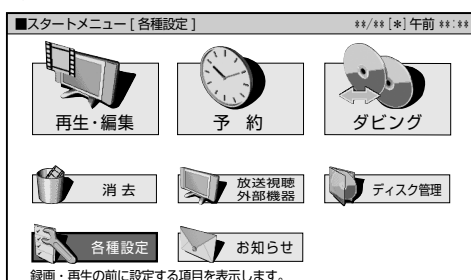 ■スタートメニュー [ 各種設定 ] **/** [*] 午前 **:**
再生・編集 予 約 ダビング
消 去 放送視聴 外部機器 ディスク管理
各種設定 お知らせ
録画・再生の前に設定する項目を表示します。